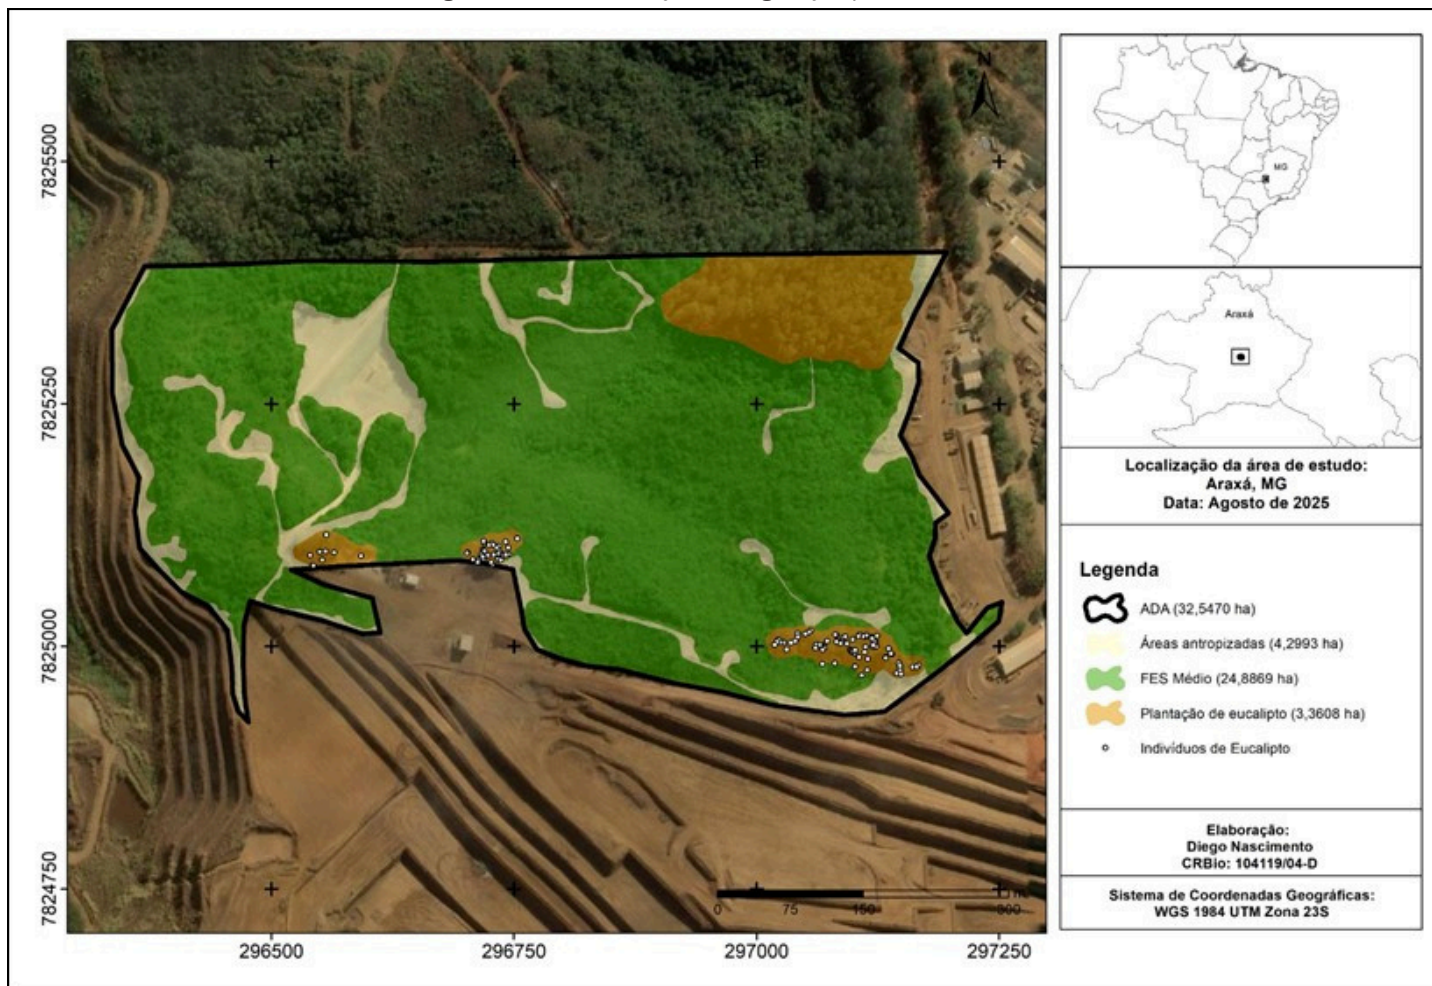 N
7825500
7825250
7825000
7824750
296500
296750
297000
297250
0
75
150
300
MG
Araxá
Localização da área de estudo:
Araxá, MG
Data: Agosto de 2025
Legenda
ADA (32,5470 ha)
Áreas antropizadas (4,2993 ha)
FES Médio (24,8869 ha)
Plantação de eucalipto (3,3608 ha)
Indivíduos de Eucalipto
Elaboração:
Diego Nascimento
CRBio: 104119/04-D
Sistema de Coordenadas Geográficas:
WGS 1984 UTM Zona 23S